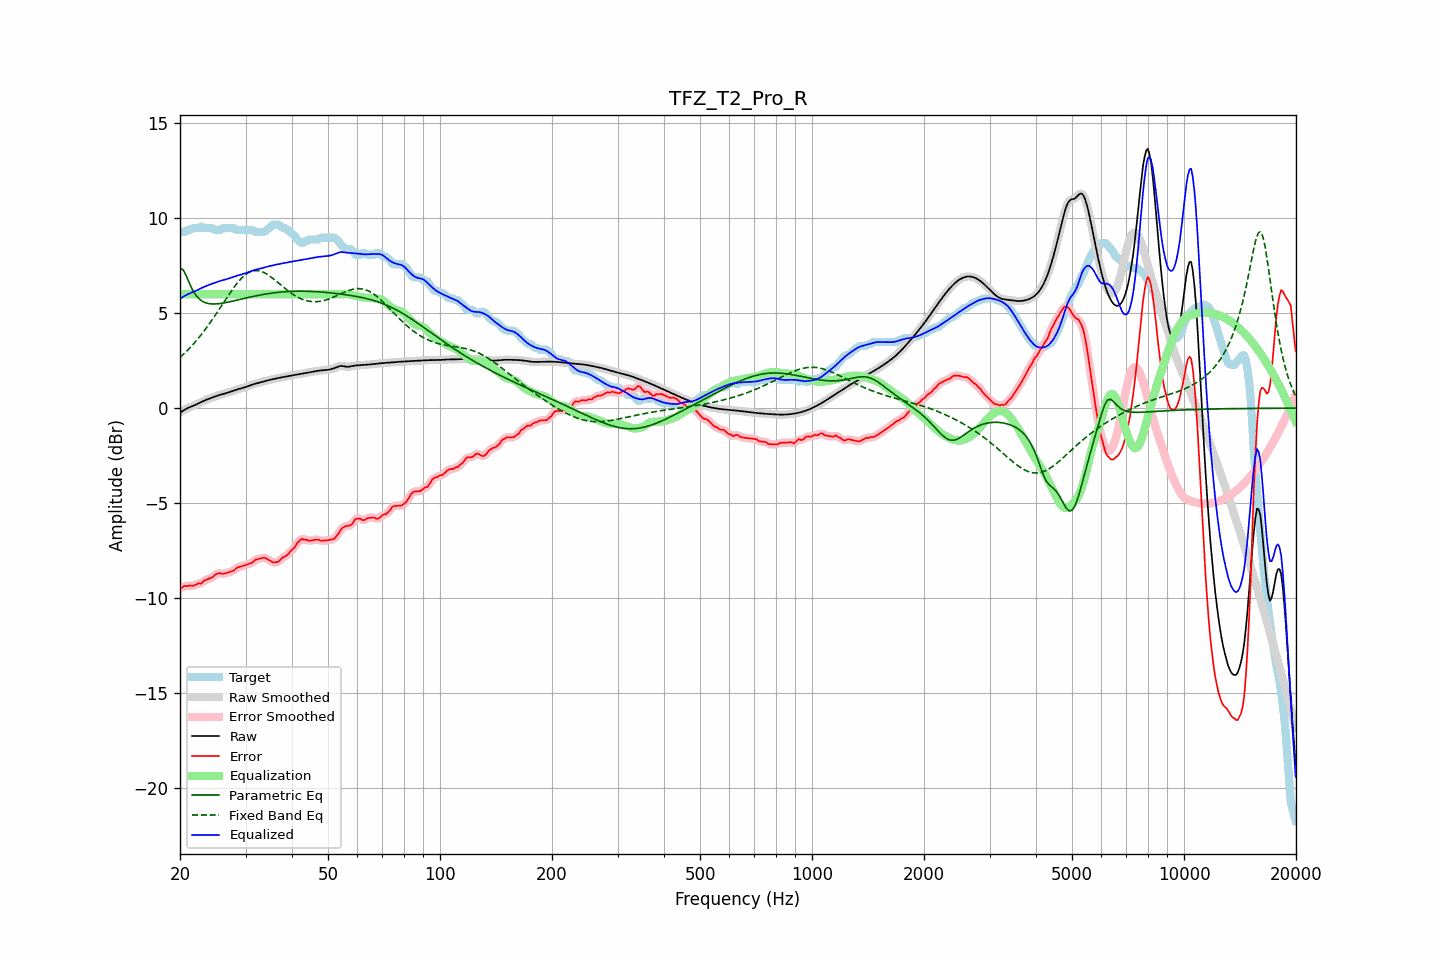 TFZ_T2_Pro_R
15
10
5
0
−5
−10
−15
−20
Amplitude (dBr)
Target
Raw Smoothed
Error Smoothed
Raw
Error
Equalization
Parametric Eq
Fixed Band Eq
Equalized
20 50 100 200 500 1000 2000 5000 10000 20000
Frequency (Hz)